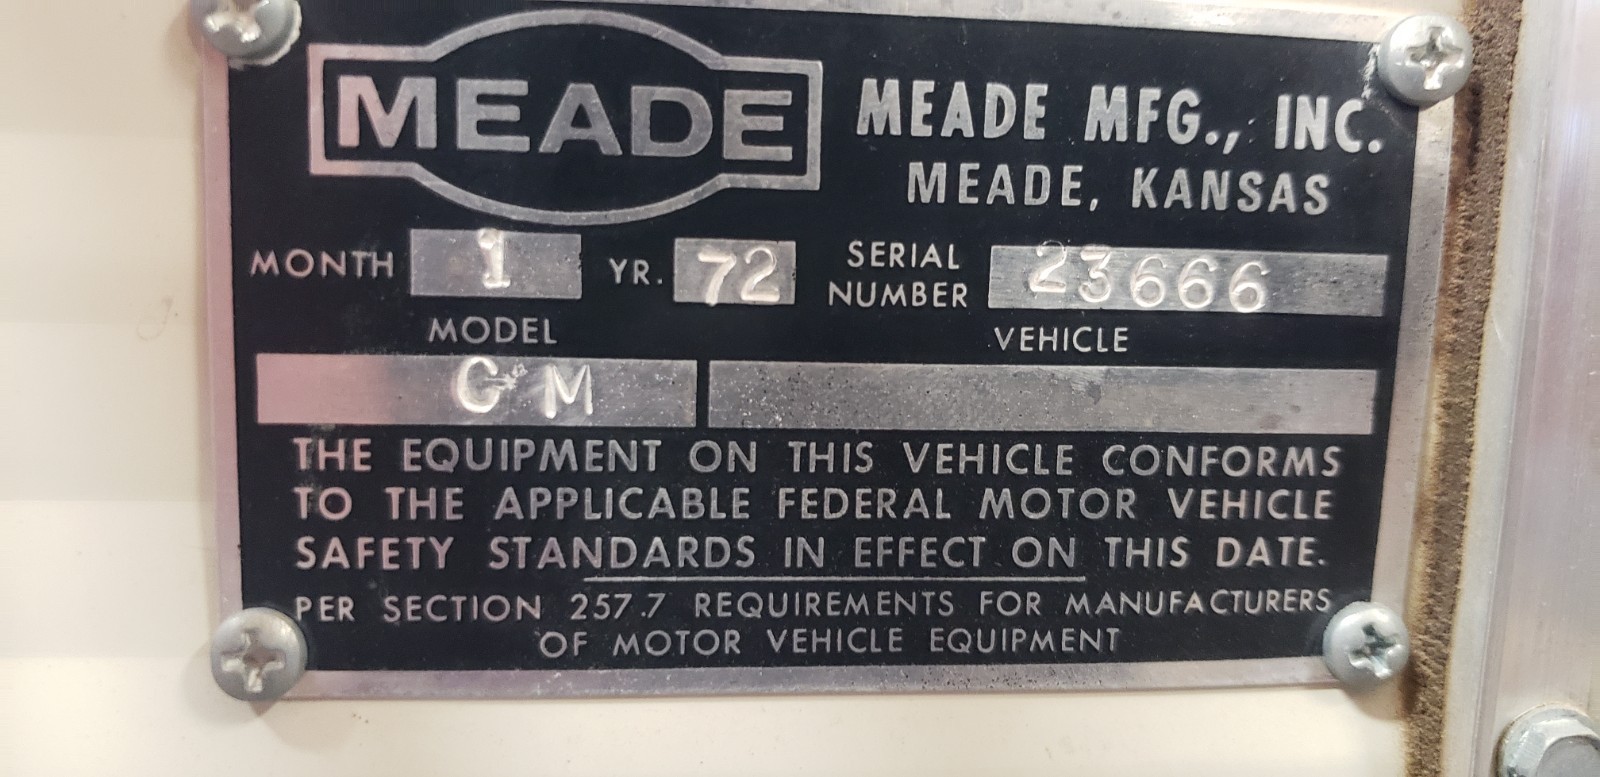 MEADE
MEADE MFG., INC.
MEADE, KANSAS
MONTH 1 YR. 72 SERIAL NUMBER 23666
MODEL VEHICLE
GM
THE EQUIPMENT ON THIS VEHICLE CONFORMS
TO THE APPLICABLE FEDERAL MOTOR VEHICLE
SAFETY STANDARDS IN EFFECT ON THIS DATE.
PER SECTION 257.7 REQUIREMENTS FOR MANUFACTURERS
OF MOTOR VEHICLE EQUIPMENT